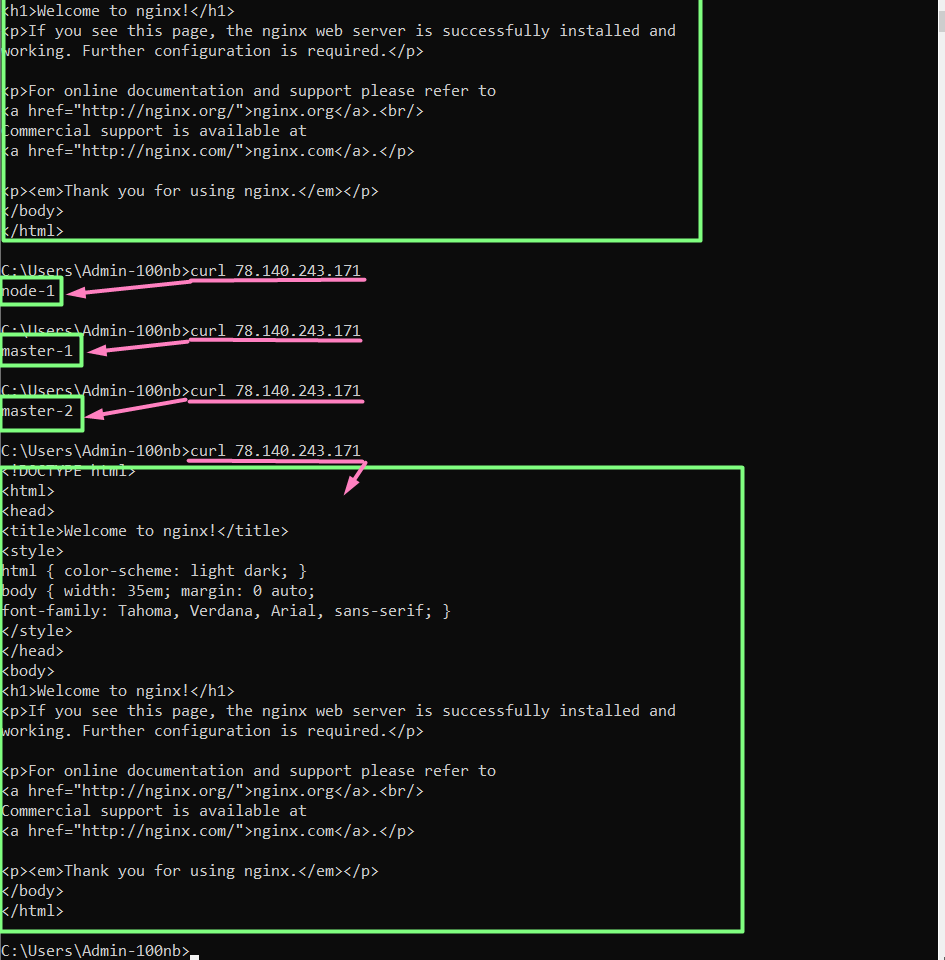 <h1>Welcome to nginx!</h1>
<p>If you see this page, the nginx web server is successfully installed and
working. Further configuration is required.</p>
<p>For online documentation and support please refer to
<a href="http://nginx.org/">nginx.org</a>.<br/>
Commercial support is available at
<a href="http://nginx.com/">nginx.com</a>.</p>
<p><em>Thank you for using nginx.</em></p>
</body>
</html>
C:\Users\Admin-100nb>curl 78.140.243.171
node-1
C:\Users\Admin-100nb>curl 78.140.243.171
master-1
C:\Users\Admin-100nb>curl 78.140.243.171
master-2
C:\Users\Admin-100nb>curl 78.140.243.171
<!DOCTYPE html>
<html>
<head>
<title>Welcome to nginx!</title>
<style>
html { color-scheme: light dark; }
body { width: 35em; margin: 0 auto;
font-family: Tahoma, Verdana, Arial, sans-serif; }
</style>
</head>
<body>
<h1>Welcome to nginx!</h1>
<p>If you see this page, the nginx web server is successfully installed and
working. Further configuration is required.</p>
<p>For online documentation and support please refer to
<a href="http://nginx.org/">nginx.org</a>.<br/>
Commercial support is available at
<a href="http://nginx.com/">nginx.com</a>.</p>
<p><em>Thank you for using nginx.</em></p>
</body>
</html>
C:\Users\Admin-100nb>